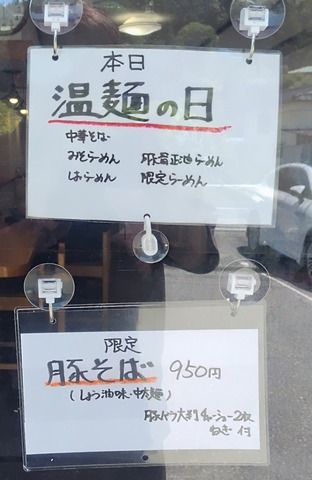 本日
温麺の日
中華そば
みそらーめん 豚骨正油らーめん
しおらーめん 限定らーめん
限定
豚そば 950円
(しょう油味・中太麺)
豚バラ大判チャーシュー2枚
ねぎ 付